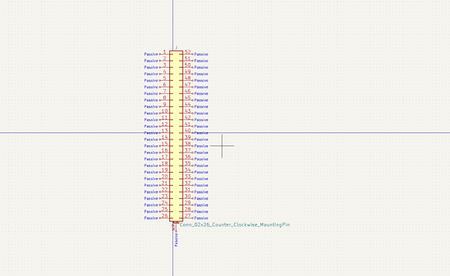 Passive 1 52 Passive
Passive 2 51 Passive
Passive 3 50 Passive
Passive 4 49 Passive
Passive 5 48 Passive
Passive 6 47 Passive
Passive 7 46 Passive
Passive 8 45 Passive
Passive 9 44 Passive
Passive 10 43 Passive
Passive 11 42 Passive
Passive 12 41 Passive
Passive 13 40 Passive
Passive 14 39 Passive
Passive 15 38 Passive
Passive 16 37 Passive
Passive 17 36 Passive
Passive 18 35 Passive
Passive 19 34 Passive
Passive 20 33 Passive
Passive 21 32 Passive
Passive 22 31 Passive
Passive 23 30 Passive
Passive 24 29 Passive
Passive 25 28 Passive
Passive 26 27 Passive
Conn_02x26_Counter_Clockwise_MountingPin
Passive